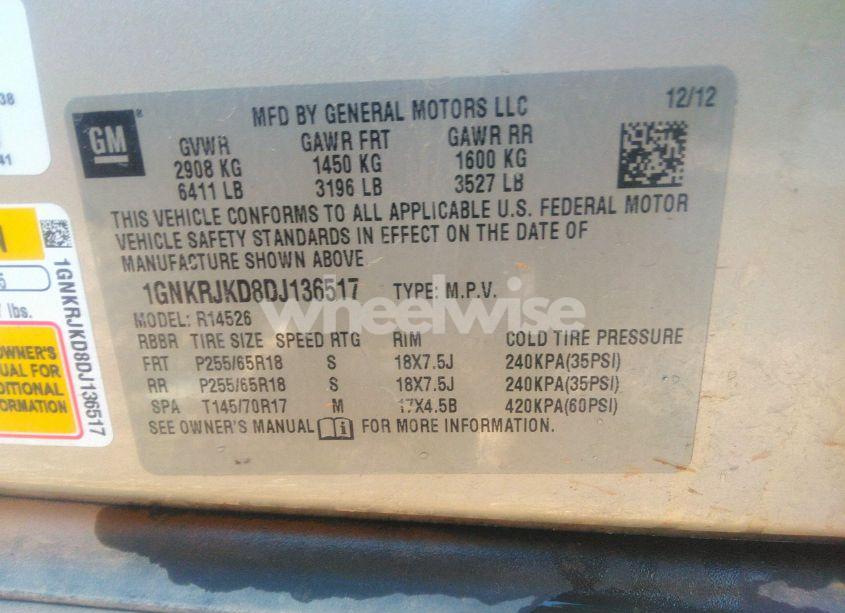 38
41
N
5
lbs.
OWNER'S
UAL FOR
DITIONAL
ORMATION
1GNKRJKD8DJ136517
GM
MFD BY GENERAL MOTORS LLC 12/12
GVWR GAWR FRT GAWR RR
2908 KG 1450 KG 1600 KG
6411 LB 3196 LB 3527 LB
THIS VEHICLE CONFORMS TO ALL APPLICABLE U.S. FEDERAL MOTOR
VEHICLE SAFETY STANDARDS IN EFFECT ON THE DATE OF
MANUFACTURE SHOWN ABOVE
1GNKRJKD8DJ136517 TYPE: M.P.V.
wheelwise
MODEL: R14526
RBBR TIRE SIZE SPEED RTG RIM COLD TIRE PRESSURE
FRT P255/65R18 S 18X7.5J 240KPA(35PSI)
RR P255/65R18 S 18X7.5J 240KPA(35PSI)
SPA T145/70R17 M 17X4.5B 420KPA(60PSI)
SEE OWNER'S MANUAL i FOR MORE INFORMATION.